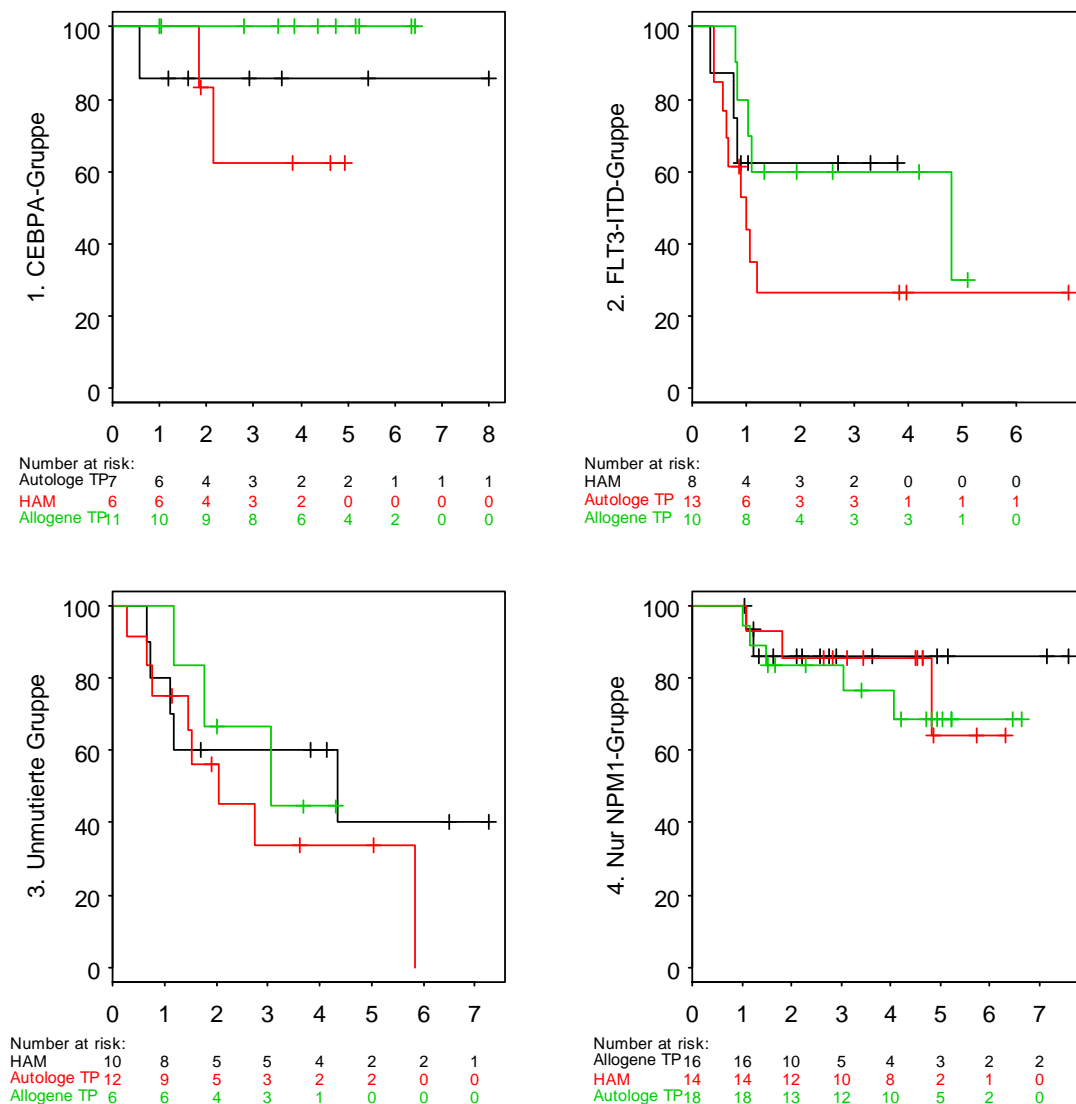 1. CEBPA-Gruppe
100
80
60
40
20
0
0 1 2 3 4 5 6 7 8
Number at risk:
Autologe TP 7 6 4 3 2 2 1 1 1
HAM 6 6 4 3 2 0 0 0 0
Allogene TP 11 10 9 8 6 4 2 0 0
2. FLT3-ITD-Gruppe
100
80
60
40
20
0
0 1 2 3 4 5 6
Number at risk:
HAM 8 4 3 2 0 0 0
Autologe TP 13 6 3 3 1 1 1
Allogene TP 10 8 4 3 3 1 0
3. Unmutierte Gruppe
100
80
60
40
20
0
0 1 2 3 4 5 6 7
Number at risk:
HAM 10 8 5 5 4 2 2 1
Autologe TP 12 9 5 3 2 2 0 0
Allogene TP 6 6 4 3 1 0 0 0
4. Nur NPM1-Gruppe
100
80
60
40
20
0
0 1 2 3 4 5 6 7
Number at risk:
Allogene TP 16 16 10 5 4 3 2 2
HAM 14 14 12 10 8 2 1 0
Autologe TP 18 18 13 12 10 5 2 0